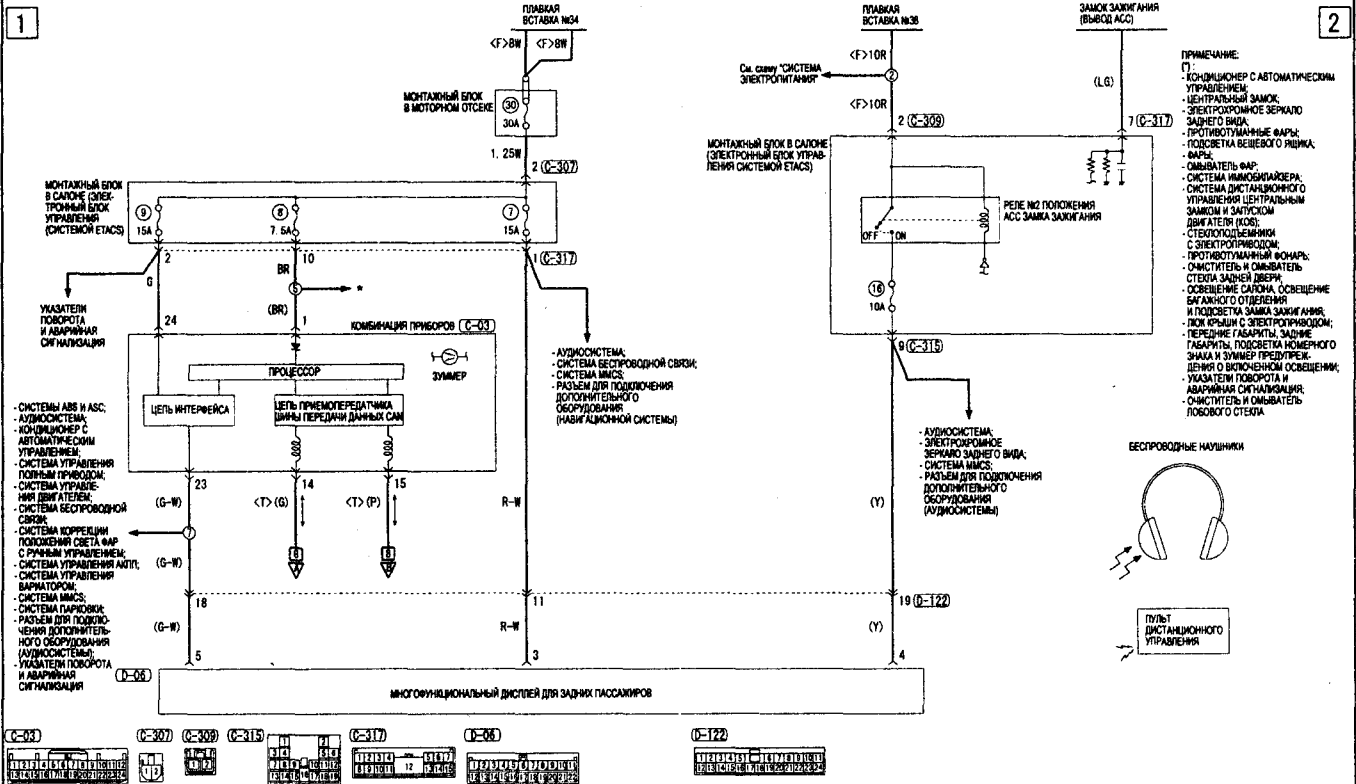 1
ПЛАВКАЯ
ВСТАВКА №34
<F>8W
<F>8W
МОНТАЖНЫЙ БЛОК
В МОТОРНОМ ОТСЕКЕ
30
30A
1.25W
2 (C-307)
МОНТАЖНЫЙ БЛОК
В САЛОНЕ (ЭЛЕК-
ТРОННЫЙ БЛОК
УПРАВЛЕНИЯ
(СИСТЕМОЙ ETACS)
9
15A
8
7.5A
7
15A
2
10
1 (C-317)
G
BR
5
*
(BR)
УКАЗАТЕЛИ
ПОВОРОТА
И АВАРИЙНАЯ
СИГНАЛИЗАЦИЯ
24
1
КОМБИНАЦИЯ ПРИБОРОВ (C-03)
ЗУММЕР
ПРОЦЕССОР
ЦЕПЬ ИНТЕРФЕЙСА
ЦЕПЬ ПРИЕМОПЕРЕДАТЧИКА
ШИНЫ ПЕРЕДАЧИ ДАННЫХ CAN
- АУДИОСИСТЕМА;
- СИСТЕМА БЕСПРОВОДНОЙ СВЯЗИ;
- СИСТЕМА MMCS;
- РАЗЪЕМ ДЛЯ ПОДКЛЮЧЕНИЯ
ДОПОЛНИТЕЛЬНОГО
ОБОРУДОВАНИЯ
(НАВИГАЦИОННОЙ СИСТЕМЫ)
- СИСТЕМЫ ABS И ASC;
- АУДИОСИСТЕМА;
- КОНДИЦИОНЕР С
АВТОМАТИЧЕСКИМ
УПРАВЛЕНИЕМ;
- СИСТЕМА УПРАВЛЕНИЯ
ПОЛНЫМ ПРИВОДОМ;
- СИСТЕМА УПРАВЛЕ-
НИЯ ДВИГАТЕЛЕМ;
- СИСТЕМА БЕСПРОВОДНОЙ
СВЯЗИ;
- СИСТЕМА КОРРЕКЦИИ
ПОЛОЖЕНИЯ СВЕТА ФАР
С РУЧНЫМ УПРАВЛЕНИЕМ;
- СИСТЕМА УПРАВЛЕНИЯ АКПП;
- СИСТЕМА УПРАВЛЕНИЯ
ВАРИАТОРОМ;
- СИСТЕМА MMCS;
- СИСТЕМА ПАРКОВКИ;
- РАЗЪЕМ ДЛЯ ПОДКЛЮ-
ЧЕНИЯ ДОПОЛНИТЕЛЬ-
НОГО ОБОРУДОВАНИЯ
(АУДИОСИСТЕМЫ);
- УКАЗАТЕЛИ ПОВОРОТА
И АВАРИЙНАЯ
СИГНАЛИЗАЦИЯ
23
14
15
(G-W)
<T>(G)
<T>(P)
R-W
7
(G-W)
18
11
19 (D-122)
(G-W)
R-W
(Y)
5
3
4
(D-06)
МНОГОФУНКЦИОНАЛЬНЫЙ ДИСПЛЕЙ ДЛЯ ЗАДНИХ ПАССАЖИРОВ
2
ПЛАВКАЯ
ВСТАВКА №36
ЗАМОК ЗАЖИГАНИЯ
(ВЫВОД ACC)
<F>10R
См. схему "СИСТЕМА
ЭЛЕКТРОПИТАНИЯ"
2
<F>10R
(LG)
2 (C-309)
7 (C-317)
МОНТАЖНЫЙ БЛОК В САЛОНЕ
(ЭЛЕКТРОННЫЙ БЛОК УПРАВ-
ЛЕНИЯ СИСТЕМОЙ ETACS)
РЕЛЕ №2 ПОЛОЖЕНИЯ
ACC ЗАМКА ЗАЖИГАНИЯ
OFF
ON
16
10A
9 (C-315)
- АУДИОСИСТЕМА;
- ЭЛЕКТРОХРОМНОЕ
ЗЕРКАЛО ЗАДНЕГО ВИДА;
- СИСТЕМА MMCS;
- РАЗЪЕМ ДЛЯ ПОДКЛЮЧЕНИЯ
ДОПОЛНИТЕЛЬНОГО
ОБОРУДОВАНИЯ
(АУДИОСИСТЕМЫ)
(Y)
ПРИМЕЧАНИЕ:
(*) :
- КОНДИЦИОНЕР С АВТОМАТИЧЕСКИМ
УПРАВЛЕНИЕМ;
- ЦЕНТРАЛЬНЫЙ ЗАМОК;
- ЭЛЕКТРОХРОМНОЕ ЗЕРКАЛО
ЗАДНЕГО ВИДА;
- ПРОТИВОТУМАННЫЕ ФАРЫ;
- ПОДСВЕТКА ВЕЩЕВОГО ЯЩИКА;
- ФАРЫ;
- ОМЫВАТЕЛЬ ФАР;
- СИСТЕМА ИММОБИЛАЙЗЕРА;
- СИСТЕМА ДИСТАНЦИОННОГО
УПРАВЛЕНИЯ ЦЕНТРАЛЬНЫМ
ЗАМКОМ И ЗАПУСКОМ
ДВИГАТЕЛЯ (KOS);
- СТЕКЛОПОДЪЕМНИКИ
С ЭЛЕКТРОПРИВОДОМ;
- ПРОТИВОТУМАННЫЙ ФОНАРЬ;
- ОЧИСТИТЕЛЬ И ОМЫВАТЕЛЬ
СТЕКЛА ЗАДНЕЙ ДВЕРИ;
- ОСВЕЩЕНИЕ САЛОНА, ОСВЕЩЕНИЕ
БАГАЖНОГО ОТДЕЛЕНИЯ
И ПОДСВЕТКА ЗАМКА ЗАЖИГАНИЯ;
- ЛЮК КРЫШИ С ЭЛЕКТРОПРИВОДОМ;
- ПЕРЕДНИЕ ГАБАРИТЫ, ЗАДНИЕ
ГАБАРИТЫ, ПОДСВЕТКА НОМЕРНОГО
ЗНАКА И ЗУММЕР ПРЕДУПРЕЖ-
ДЕНИЯ О ВКЛЮЧЕННОМ ОСВЕЩЕНИИ;
- УКАЗАТЕЛИ ПОВОРОТА И
АВАРИЙНАЯ СИГНАЛИЗАЦИЯ;
- ОЧИСТИТЕЛЬ И ОМЫВАТЕЛЬ
ЛОБОВОГО СТЕКЛА
БЕСПРОВОДНЫЕ НАУШНИКИ
ПУЛЬТ
ДИСТАНЦИОННОГО
УПРАВЛЕНИЯ
(C-03) (C-307) (C-309) (C-315) (C-317) (D-06) (D-122)